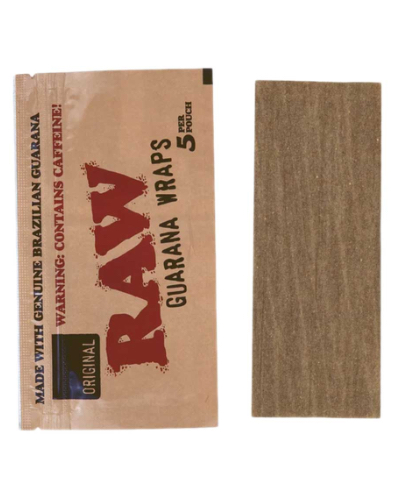 MADE WITH GENUINE BRAZILIAN GUARANA
WARNING: CONTAINS CAFFEINE!
ORIGINAL
RAW
GUARANA WRAPS
5 PER
POUCH